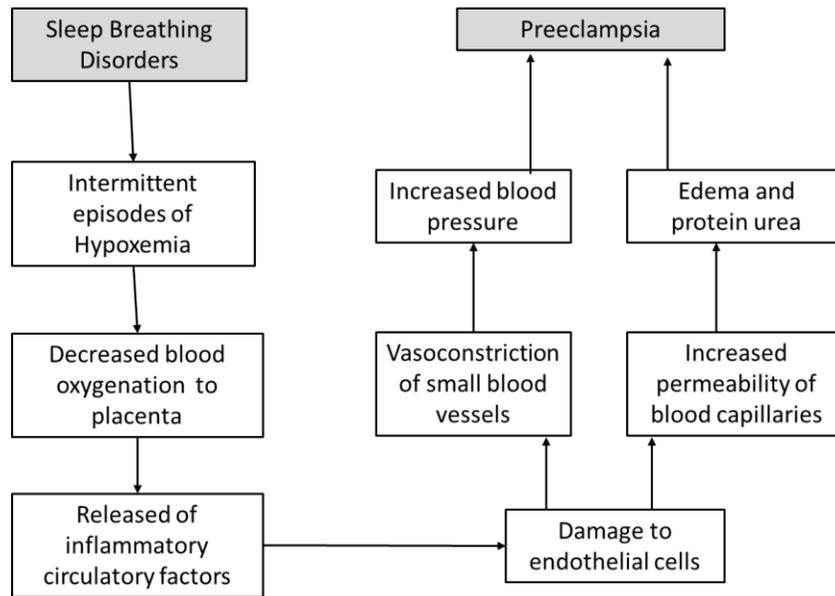 Sleep Breathing
Disorders
Intermittent
episodes of
Hypoxemia
Decreased blood
oxygenation to
placenta
Released of
inflammatory
circulatory factors
Damage to
endothelial cells
Vasoconstriction
of small blood
vessels
Increased blood
pressure
Increased
permeability of
blood capillaries
Edema and
protein urea
Preeclampsia